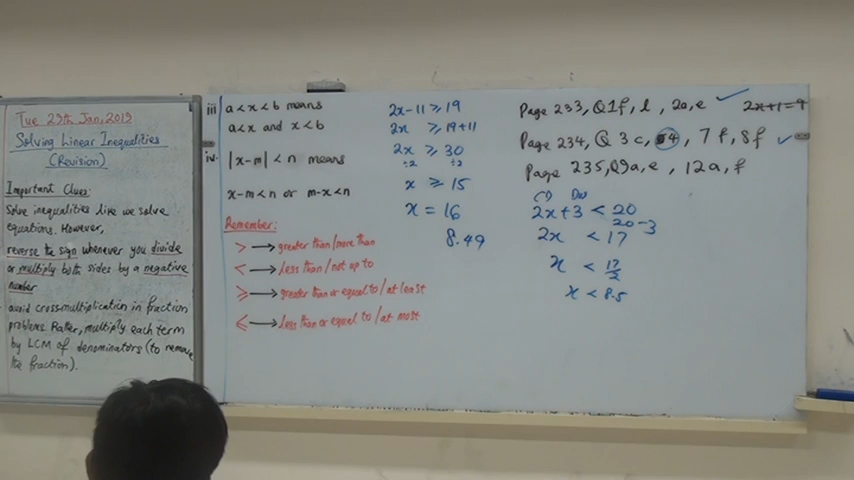 Tue 29th Jan, 2019
Solving Linear Inequalities
(Revision)
Important Clues:
Solve inequalities like we solve
equations. However,
reverse the sign whenever you divide
or multiply both sides by a negative
number
avoid cross-multiplication in fraction
problems. Rather, multiply each term
by LCM of denominators (to remove
the fraction).
iii a<x<b means
a<x and x<b
iv. |x-m| < n means
x-m<n or m-x<n
Remember:
> → greater than/more than
< → less than/not up to
≥ → greater than or equal to/at least
≤ → less than or equal to/at most
2x-11 ≥ 19
2x ≥ 19+11
2x ≥ 30
÷2 ÷2
x ≥ 15
x = 16
8.49
Page 233, Q1f, l, 2a, e ✓ 2x+1=9
Page 234, Q 3c, 4, 7f, 8f ✓
Page 235, Q9a, e, 12a, f
2x+3 < 20
20-3
2x < 17
x < 17/2
x < 8.5